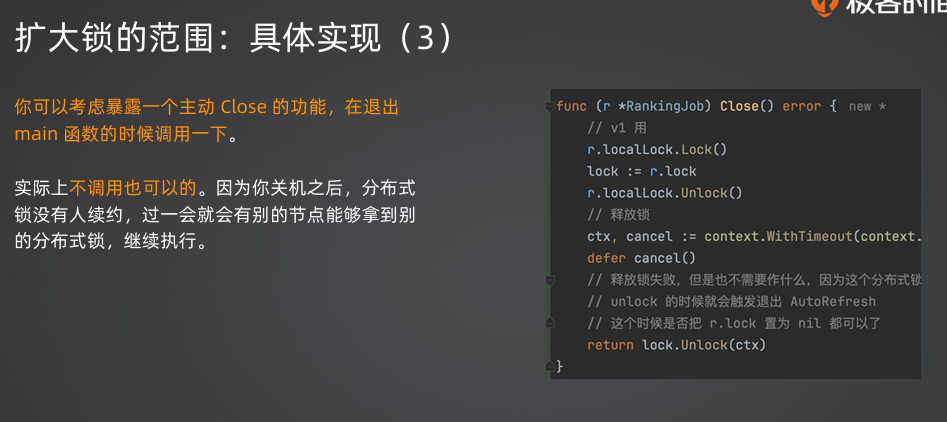 极客时间
扩大锁的范围：具体实现（3）
你可以考虑暴露一个主动 Close 的功能，在退出
main 函数的时候调用一下。
实际上不调用也可以的。因为你关机之后，分布式
锁没有人续约，过一会就会有别的节点能够拿到别
的分布式锁，继续执行。
func (r *RankingJob) Close() error { new *
// v1 用
r.localLock.Lock()
lock := r.lock
r.localLock.Unlock()
// 释放锁
ctx, cancel := context.WithTimeout(context.
defer cancel()
// 释放锁失败，但是也不需要作什么，因为这个分布式锁
// unlock 的时候就会触发退出 AutoRefresh
// 这个时候是否把 r.lock 置为 nil 都可以了
return lock.Unlock(ctx)
}